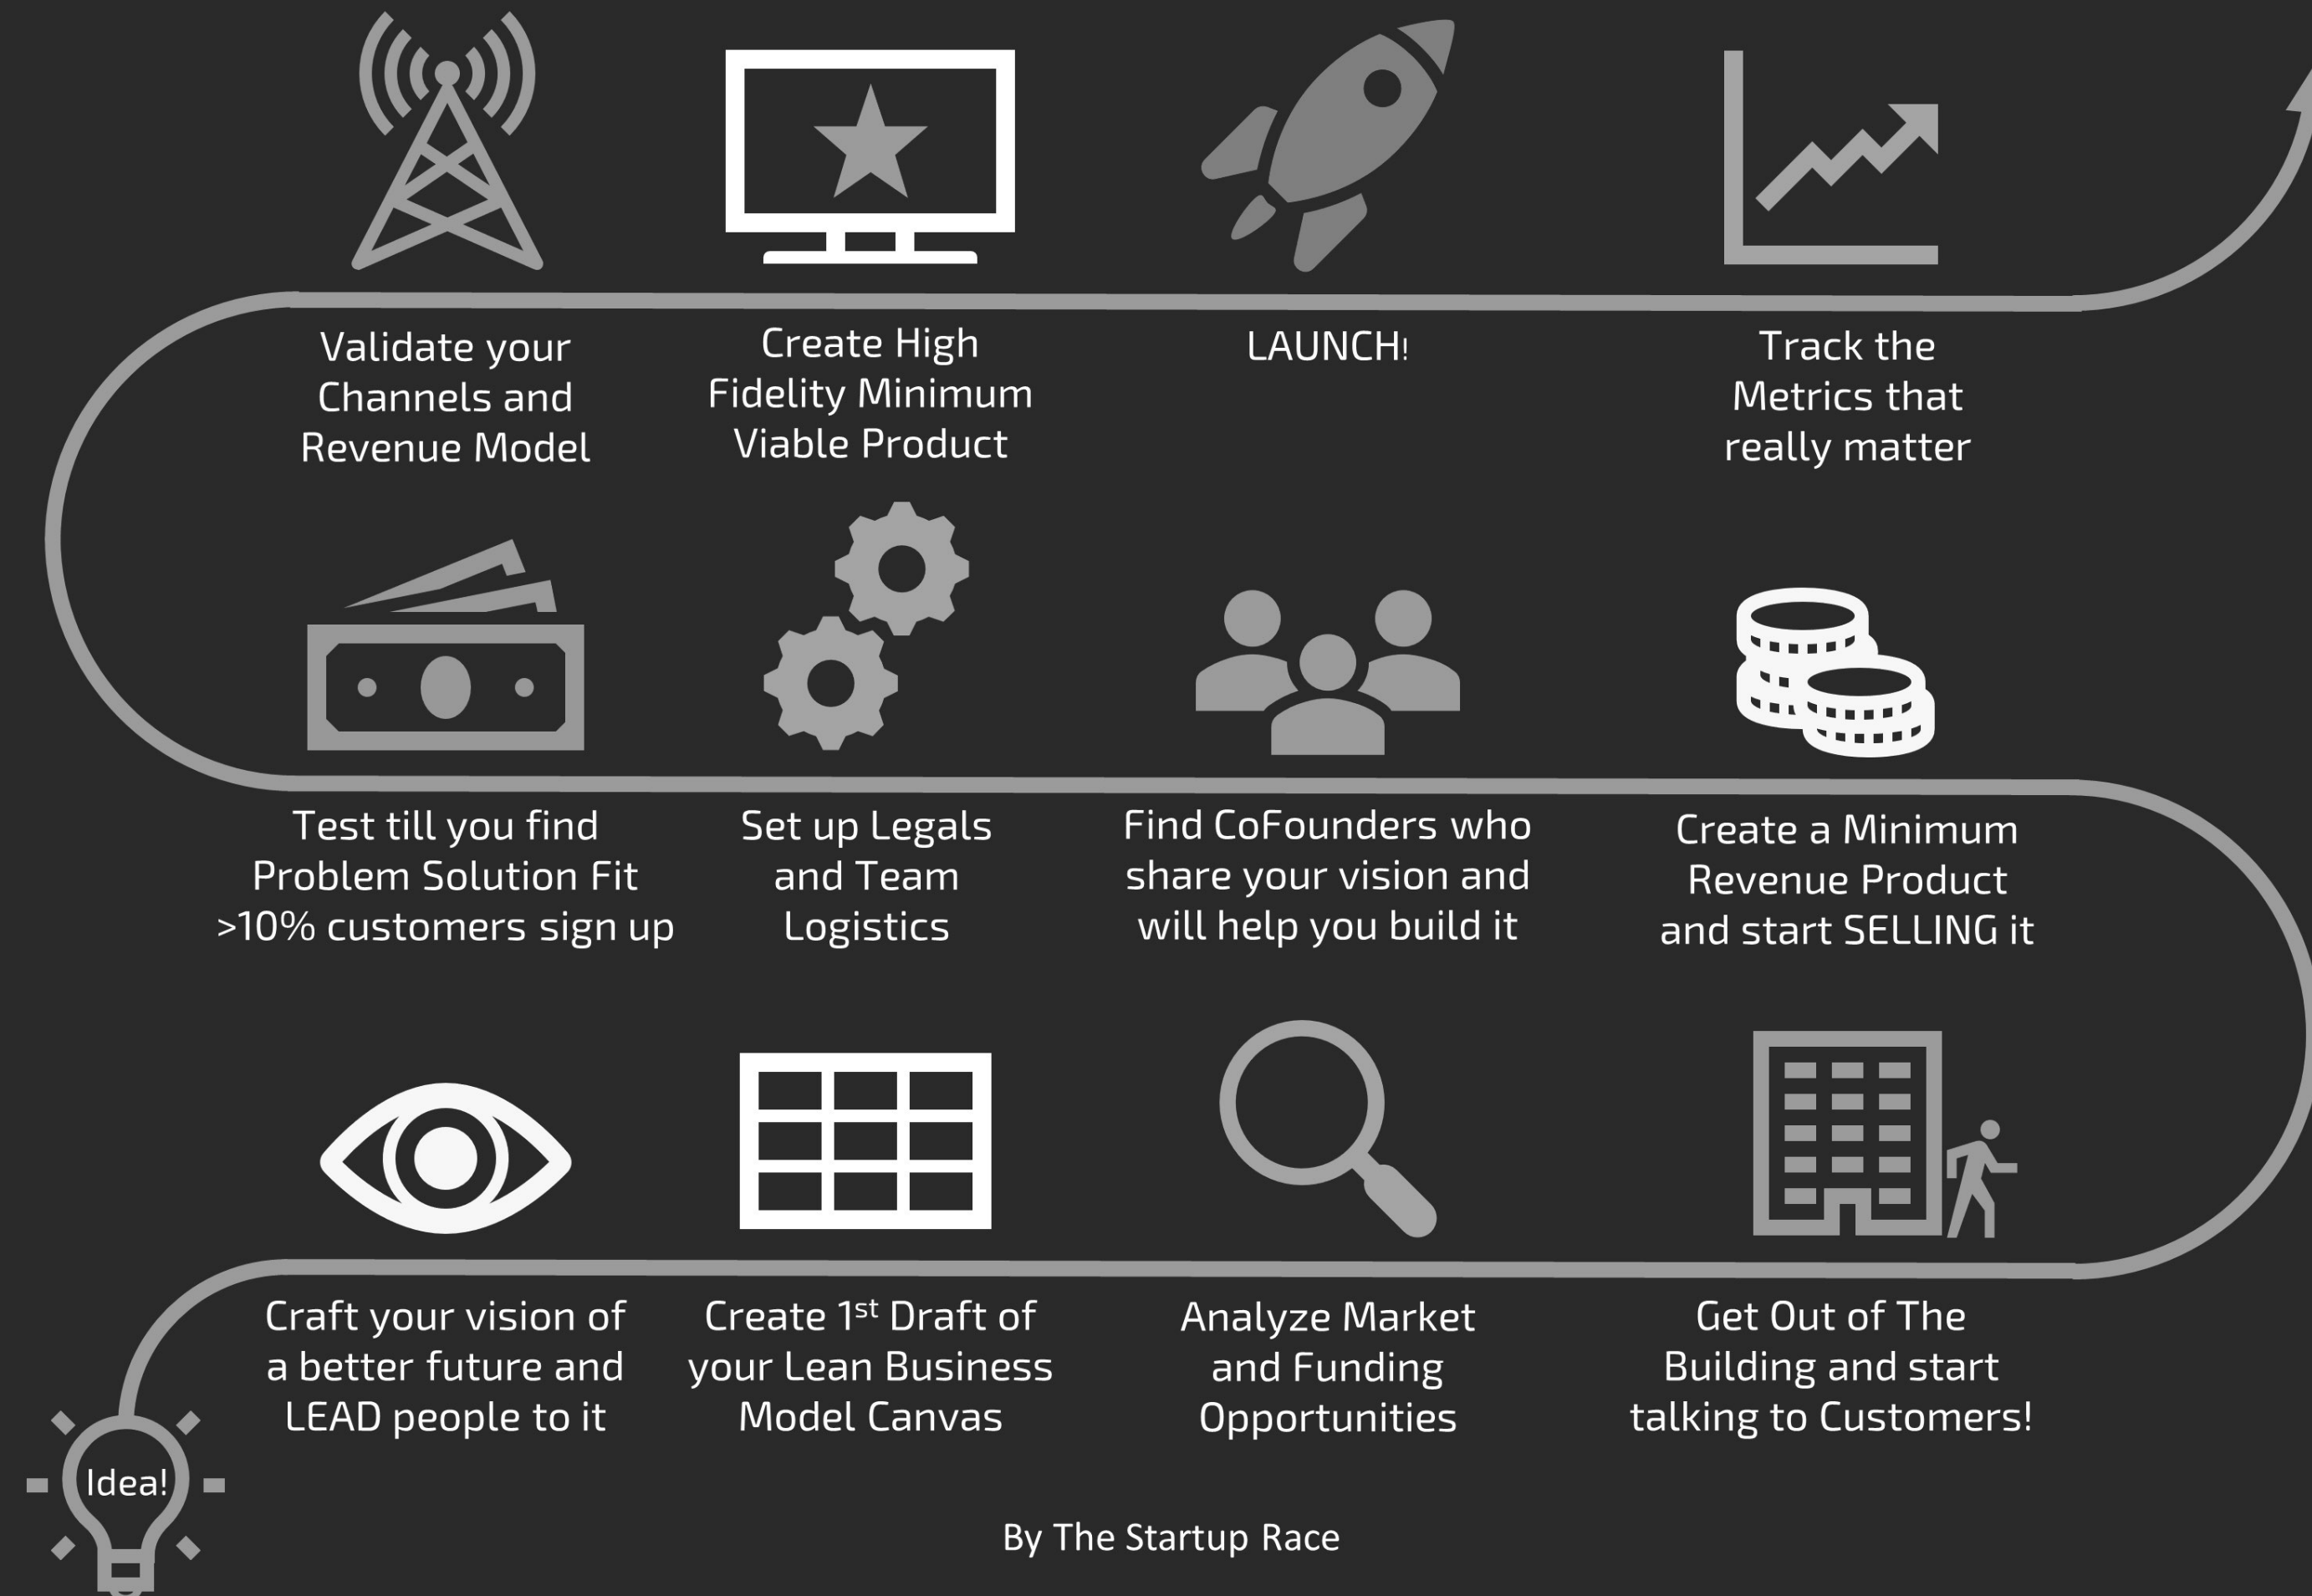 Validate your
Channels and
Revenue Model
Create High
Fidelity Minimum
Viable Product
LAUNCH!
Track the
Metrics that
really matter
Test till you find
Problem Solution Fit
>10% customers sign up
Set up Legals
and Team
Logistics
Find CoFounders who
share your vision and
will help you build it
Create a Minimum
Revenue Product
and start SELLING it
Craft your vision of
a better future and
LEAD people to it
Create 1st Draft of
your Lean Business
Model Canvas
Analyze Market
and Funding
Opportunities
Get Out of The
Building and start
talking to Customers!
Idea!
By The Startup Race